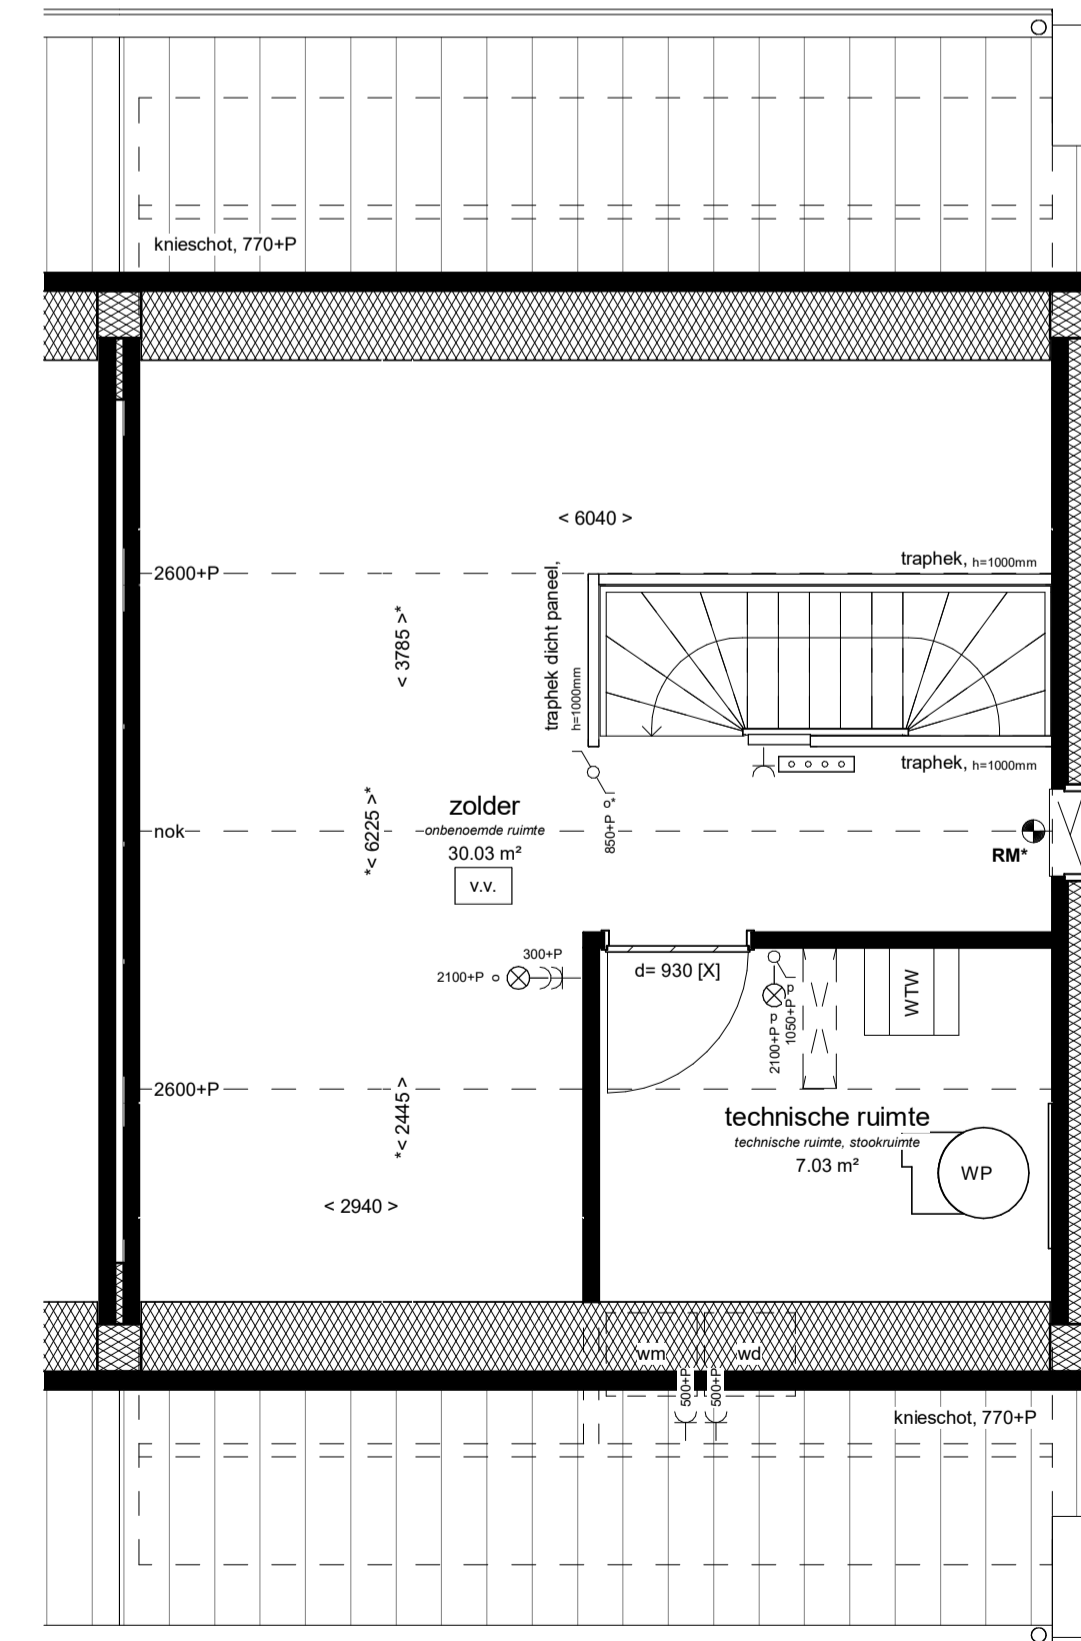 knieschot, 770+P
< 6040 >
traphek, h=1000mm
2600+P
traphek dicht paneel,
h=1000mm
< 3785 >*
traphek, h=1000mm
*< 6225 >*
zolder
nok
onbenoemde ruimte
850+P
o*
30.03 m²
RM*
v.v.
300+P
2100+P o
d= 930 [X]
WTW
2100+P p
1050+P p
2600+P
*< 2445 >
technische ruimte
technische ruimte, stookruimte
7.03 m²
WP
< 2940 >
wm
wd
500+P
500+P
knieschot, 770+P